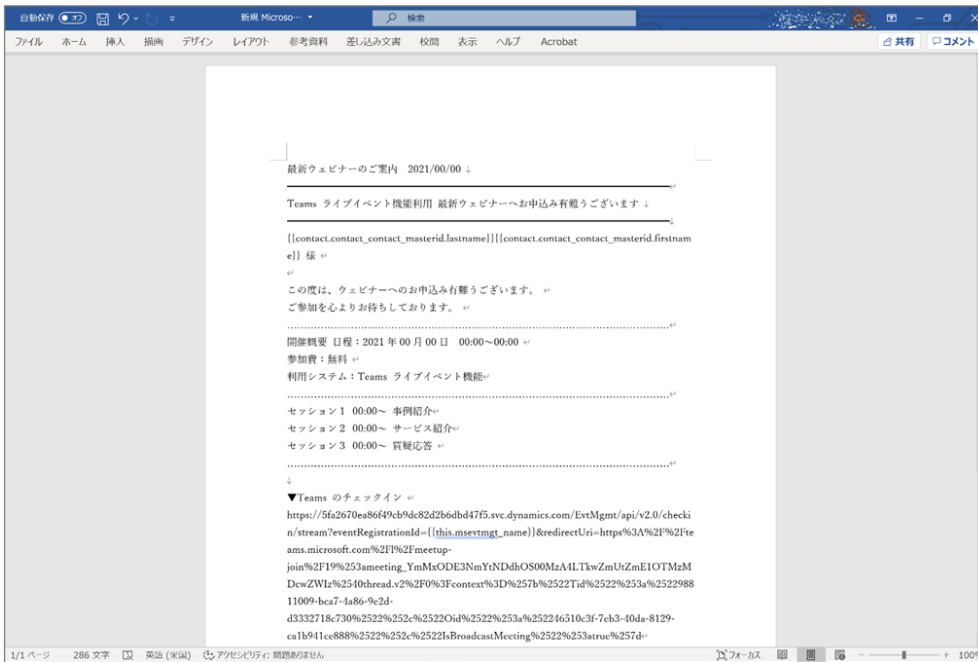 自動保存 オフ 新規 Microso… 検索
ファイル ホーム 挿入 描画 デザイン レイアウト 参考資料 差し込み文書 校閲 表示 ヘルプ Acrobat 共有 コメント
最新ウェビナーのご案内 2021/00/00 ↓
Teams ライブイベント機能利用 最新ウェビナーへお申込み有難うございます ↓
{{contact.contact_contact_masterid.lastname}}{{contact.contact_contact_masterid.firstnam
e}} 様
この度は、ウェビナーへのお申込み有難うございます。
ご参加を心よりお待ちしております。
開催概要 日程：2021 年 00 月 00 日 00:00～00:00
参加費：無料
利用システム：Teams ライブイベント機能
セッション１ 00:00～ 事例紹介
セッション２ 00:00～ サービス紹介
セッション３ 00:00～ 質疑応答
▼Teams のチェックイン
https://5fa2670ea86f49cb9dc82d2b6dbd47f5.svc.dynamics.com/EvtMgmt/api/v2.0/checki
n/stream?eventRegistrationId={{this.msevtmgt_name}}&redirectUri=https%3A%2F%2Fte
ams.microsoft.com%2Fl%2Fmeetup-
join%2F19%253ameeting_YmMxODE3NmYtNDdhOS00MzA4LTkwZmUtZmE1OTMzM
DcwZWIz%2540thread.v2%2F0%3Fcontext%3D%257b%2522Tid%2522%253a%2522988
11009-bca7-4a86-9e2d-
d3332718c730%2522%252c%2522Oid%2522%253a%252246510c3f-7eb3-40da-8129-
ca1b941ce888%2522%252c%2522IsBroadcastMeeting%2522%253atrue%257d
1/1 ページ 286 文字 英語 (米国) アクセシビリティ: 問題ありません フォーカス 100%